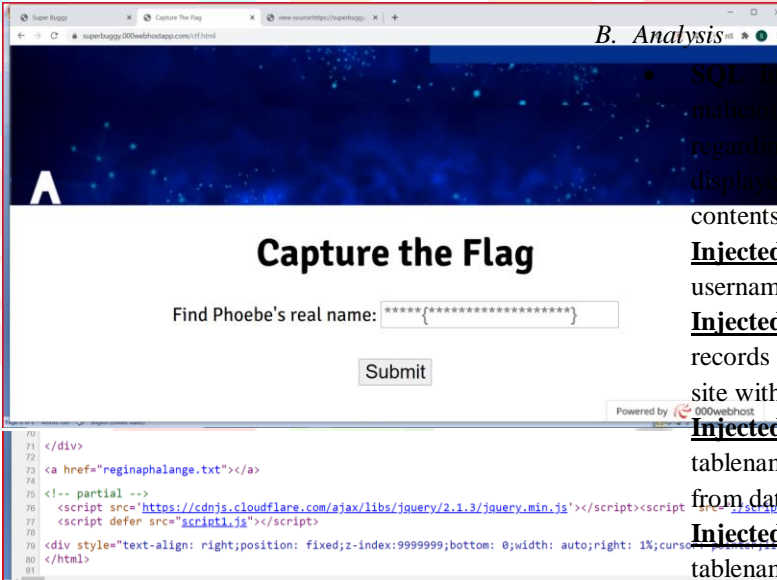 Super Buggy
Capture The Flag
view-source:https://superbuggy.
superbuggy.000webhostapp.com/ctf.html
Capture the Flag
Find Phoebe's real name: *****{*******************}
Submit
Powered by 000webhost
70
71 </div>
72
73 <a href="reginaphalange.txt"></a>
74
75 <!-- partial -->
76 <script src='https://cdnjs.cloudflare.com/ajax/libs/jquery/2.1.3/jquery.min.js'></script><script
77 <script defer src="script1.js"></script>
78
79 <div style="text-align: right;position: fixed;z-index:9999999;bottom: 0;width: auto;right: 1%;cursor:
80 </html>
81
B. Analysis
• SQL
contents
Injected
usernam
Injected
records
site with
Injected
tablenan
from dat
Injected
tablenan